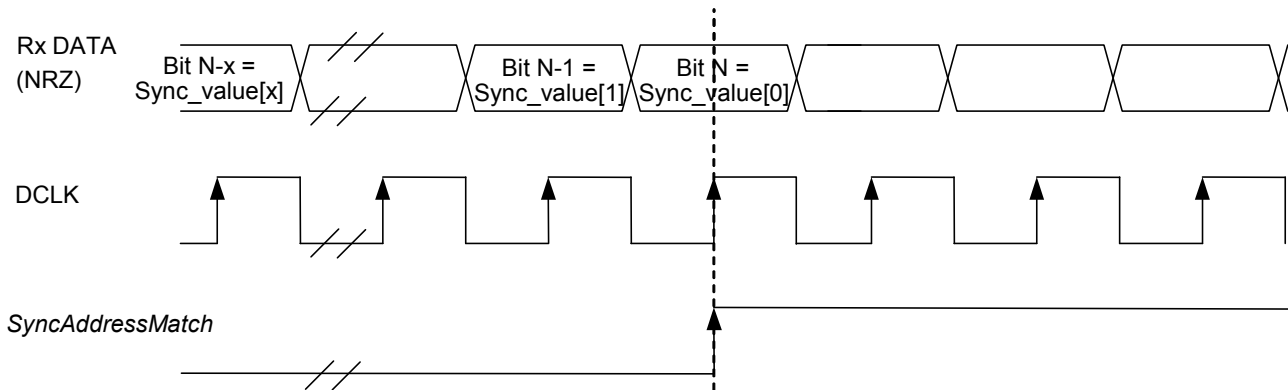 Rx DATA
(NRZ)
Bit N-x =
Sync_value[x]
Bit N-1 =
Sync_value[1]
Bit N =
Sync_value[0]
DCLK
SyncAddressMatch